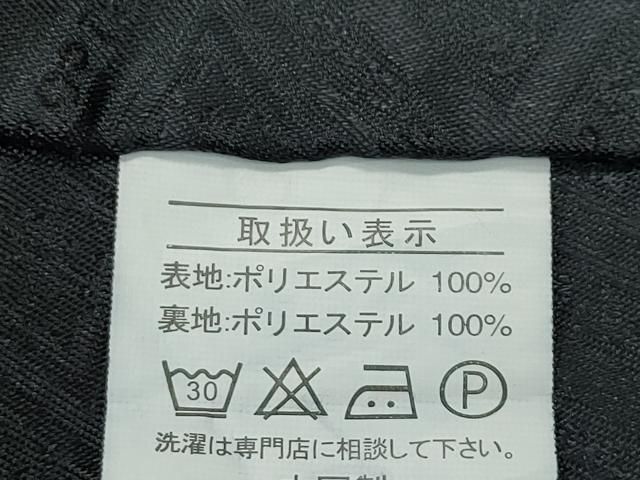 取扱い表示
表地:ポリエステル 100%
裏地:ポリエステル 100%
30 P
洗濯は専門店に相談して下さい。